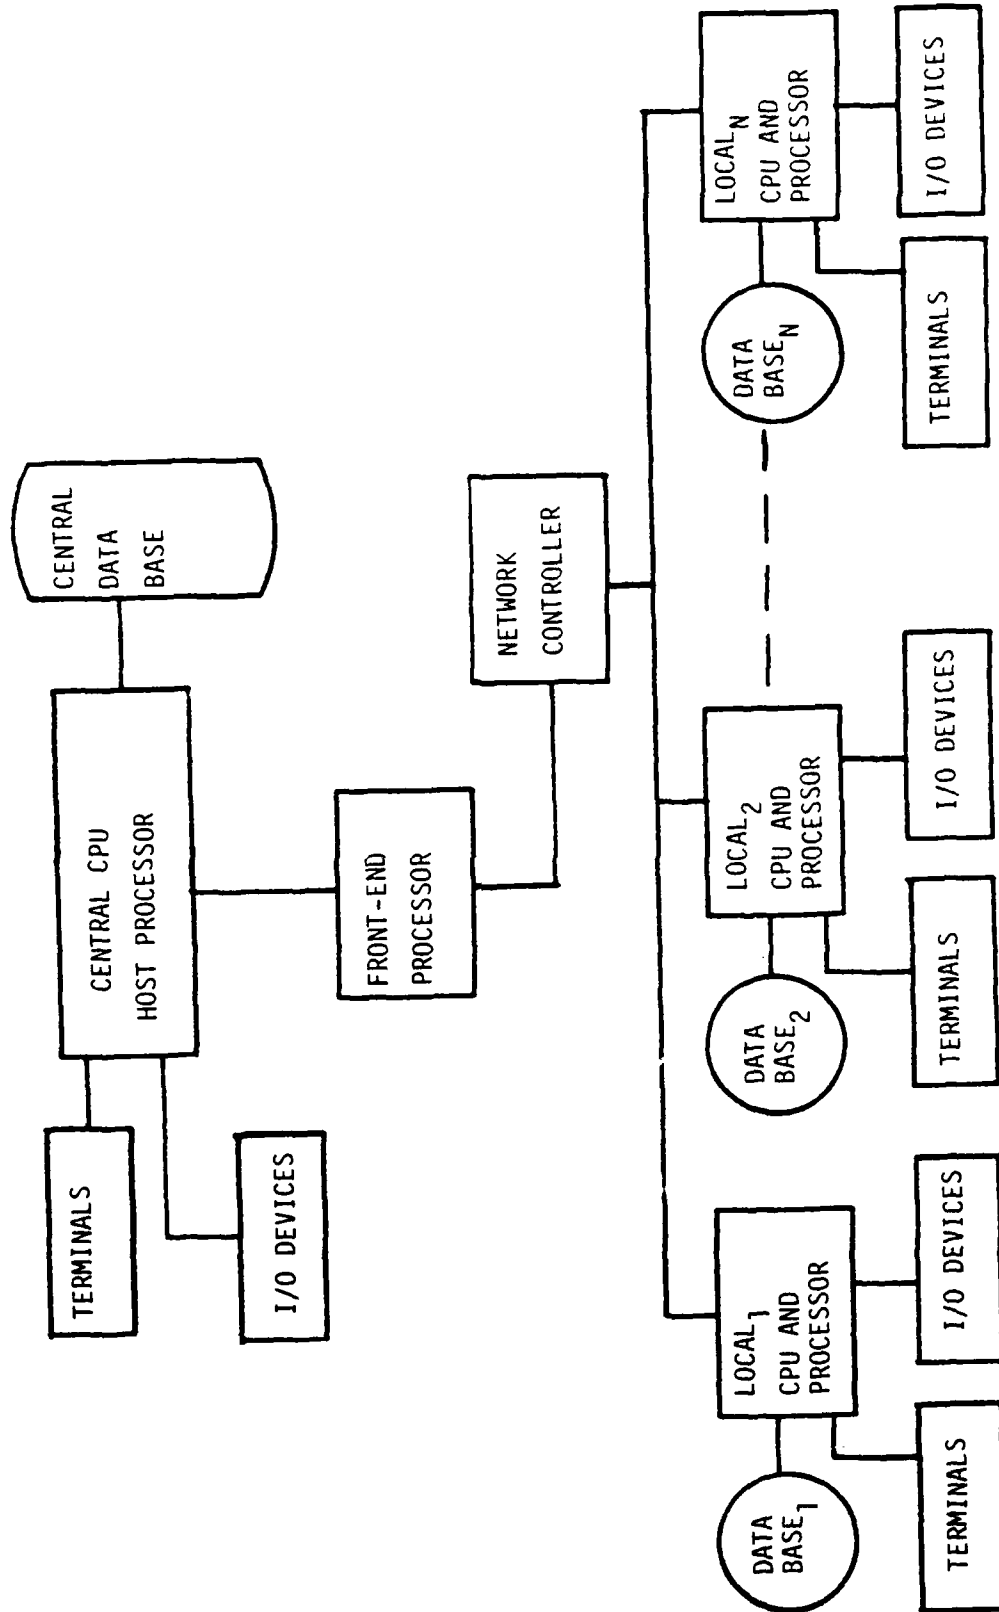 TERMINALS
I/O DEVICES
CENTRAL CPU
HOST PROCESSOR
CENTRAL
DATA
BASE
FRONT-END
PROCESSOR
NETWORK
CONTROLLER
DATA
BASE1
LOCAL1
CPU AND
PROCESSOR
TERMINALS
I/O DEVICES
DATA
BASE2
LOCAL2
CPU AND
PROCESSOR
TERMINALS
I/O DEVICES
DATA
BASEN
LOCALN
CPU AND
PROCESSOR
TERMINALS
I/O DEVICES